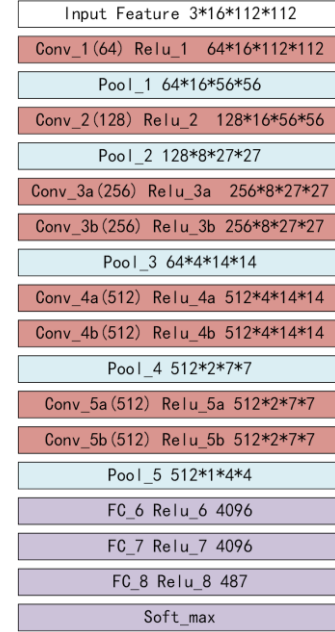 Input Feature 3*16*112*112
Conv_1(64) Relu_1 64*16*112*112
Pool_1 64*16*56*56
Conv_2(128) Relu_2 128*16*56*56
Pool_2 128*8*27*27
Conv_3a(256) Relu_3a 256*8*27*27
Conv_3b(256) Relu_3b 256*8*27*27
Pool_3 64*4*14*14
Conv_4a(512) Relu_4a 512*4*14*14
Conv_4b(512) Relu_4b 512*4*14*14
Pool_4 512*2*7*7
Conv_5a(512) Relu_5a 512*2*7*7
Conv_5b(512) Relu_5b 512*2*7*7
Pool_5 512*1*4*4
FC_6 Relu_6 4096
FC_7 Relu_7 4096
FC_8 Relu_8 487
Soft_max